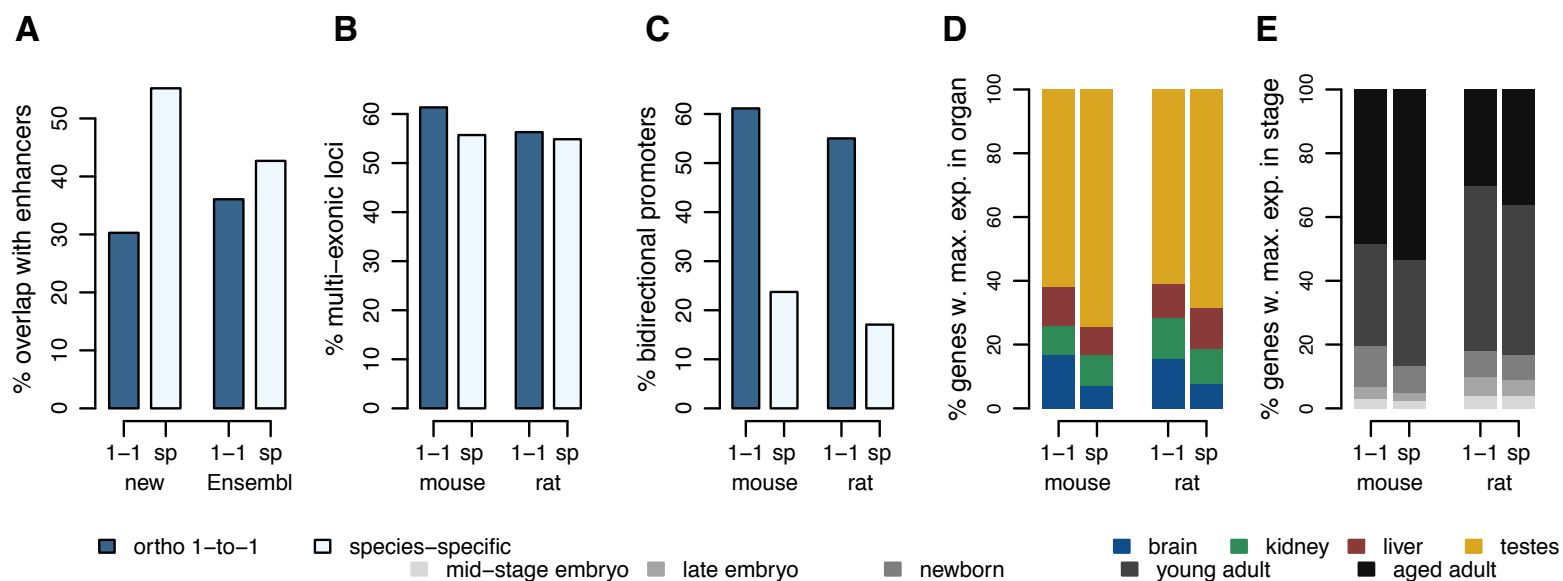 A
B
C
D
E
% overlap with enhancers
0
10
20
30
40
50
1−1 sp 1−1 sp
new Ensembl
% multi−exonic loci
0
10
20
30
40
50
60
1−1 sp 1−1 sp
mouse rat
% bidirectional promoters
0
10
20
30
40
50
60
1−1 sp 1−1 sp
mouse rat
% genes w. max. exp. in organ
0
20
40
60
80
100
1−1 sp 1−1 sp
mouse rat
% genes w. max. exp. in stage
0
20
40
60
80
100
1−1 sp 1−1 sp
mouse rat
ortho 1−to−1 species−specific
brain kidney liver testes
mid−stage embryo late embryo newborn young adult aged adult